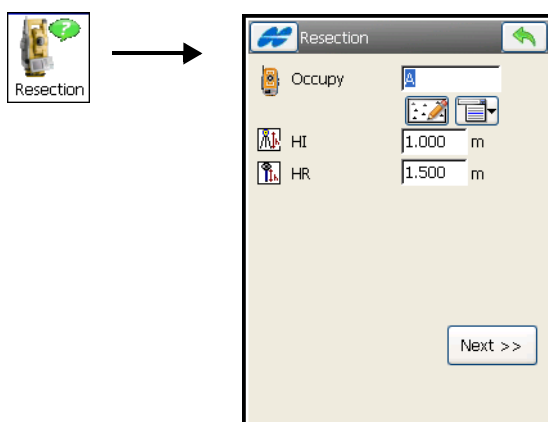 Resection
Resection
Occupy A
HI 1.000 m
HR 1.500 m
Next >>